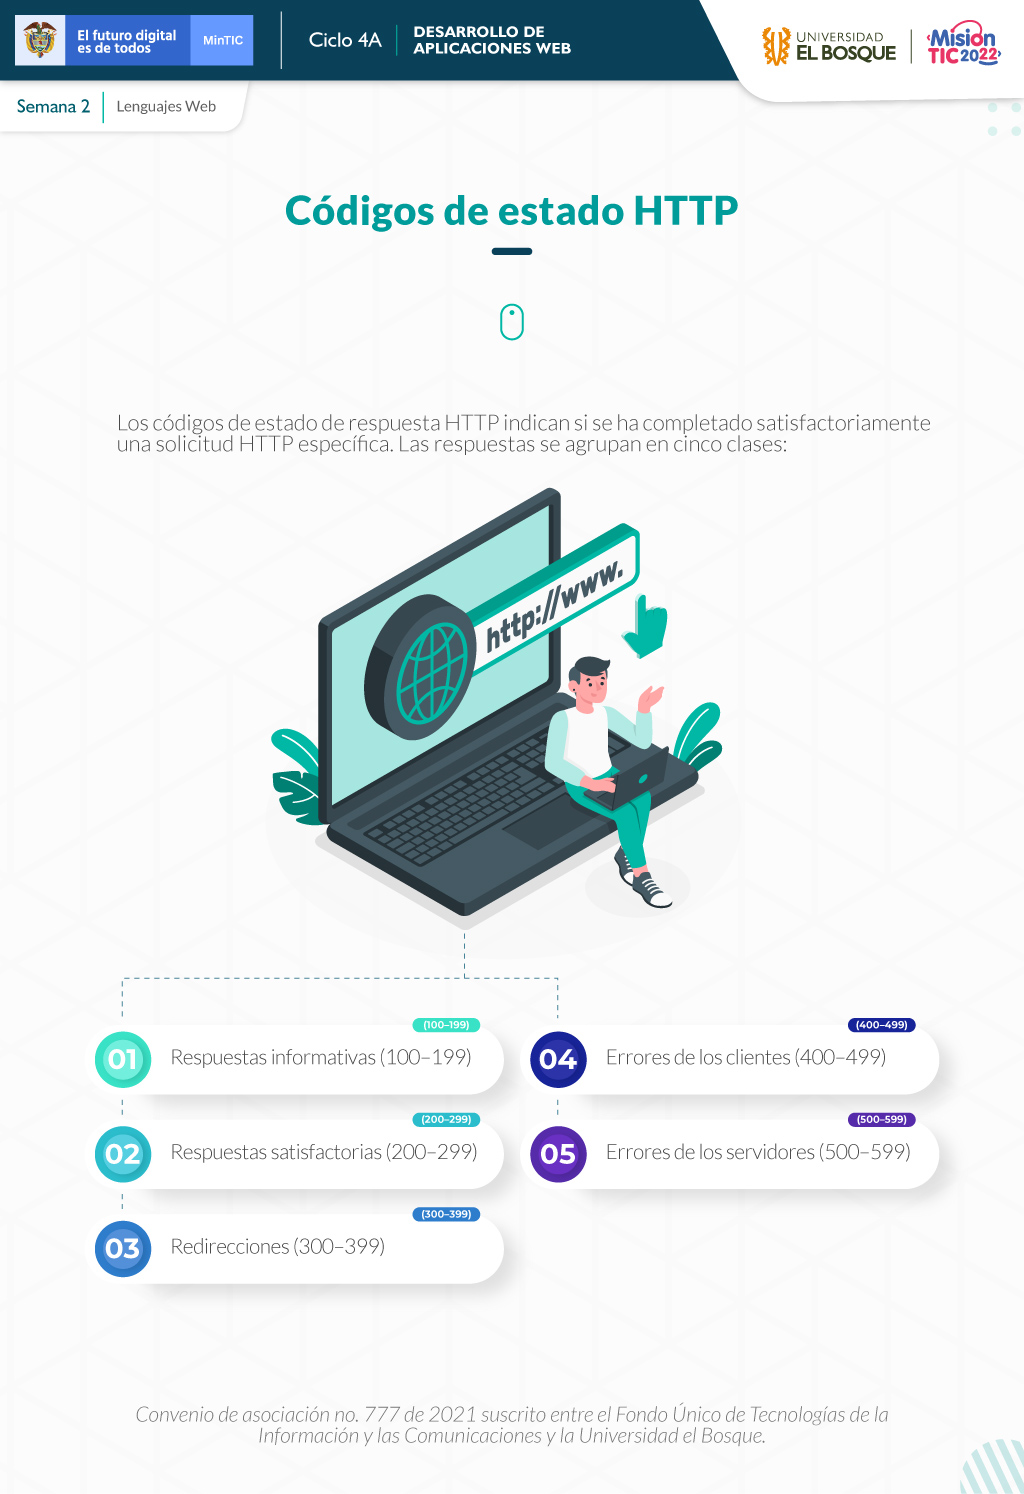 El futuro digital
es de todos
MinTIC
Ciclo 4A
DESARROLLO DE
APLICACIONES WEB
UNIVERSIDAD
EL BOSQUE
Misión
TIC 2022
Semana 2
Lenguajes Web
Códigos de estado HTTP
Los códigos de estado de respuesta HTTP indican si se ha completado satisfactoriamente
una solicitud HTTP específica. Las respuestas se agrupan en cinco clases:
http://www.
(100–199)
01
Respuestas informativas (100–199)
(200–299)
02
Respuestas satisfactorias (200–299)
(300–399)
03
Redirecciones (300–399)
(400–499)
04
Errores de los clientes (400–499)
(500–599)
05
Errores de los servidores (500–599)
Convenio de asociación no. 777 de 2021 suscrito entre el Fondo Único de Tecnologías de la
Información y las Comunicaciones y la Universidad el Bosque.